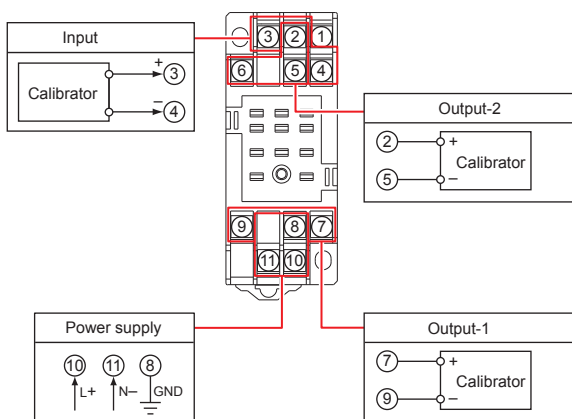 Input
Calibrator
+
3
−
4
3
2
1
6
5
4
Output-2
2
+
Calibrator
5
−
9
8
7
11
10
Power supply
10
11
8
L+
N−
GND
Output-1
7
+
Calibrator
9
−